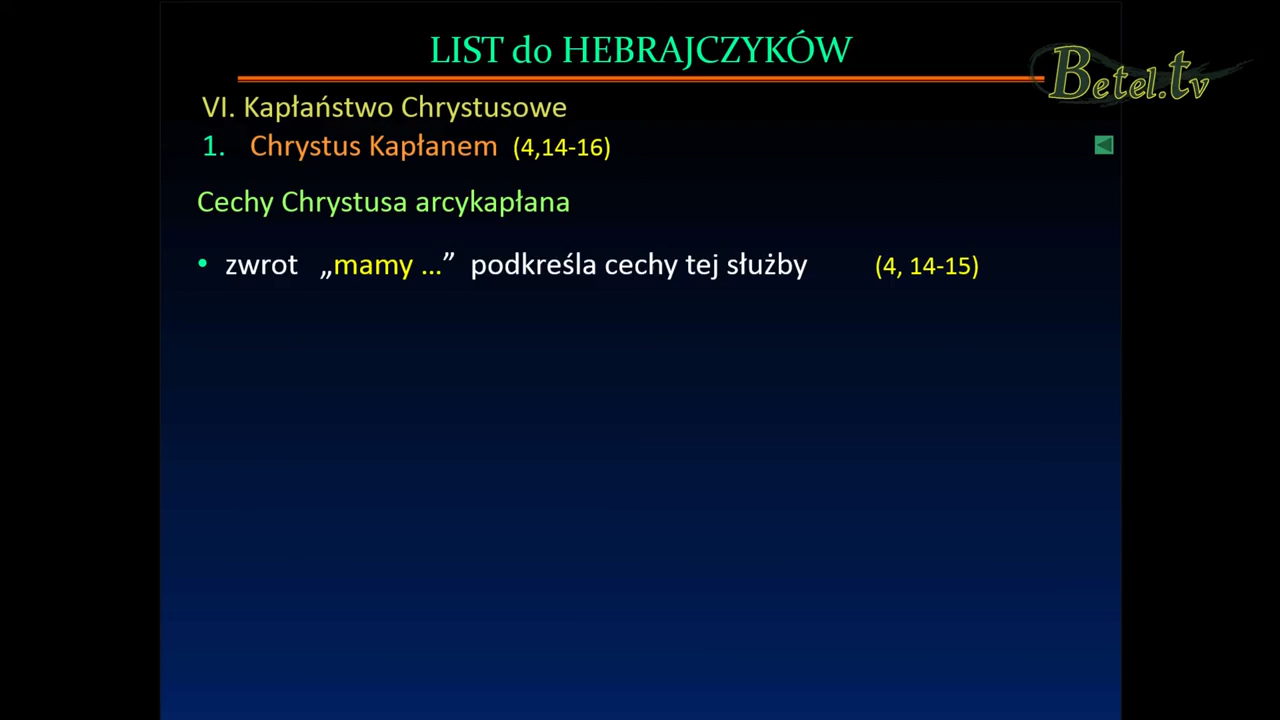 LIST do HEBRAJCZYKÓW
Betel.tv
VI. Kapłaństwo Chrystusowe
1. Chrystus Kapłanem (4,14-16)
Cechy Chrystusa arcykapłana
• zwrot „mamy ...” podkreśla cechy tej służby (4, 14-15)